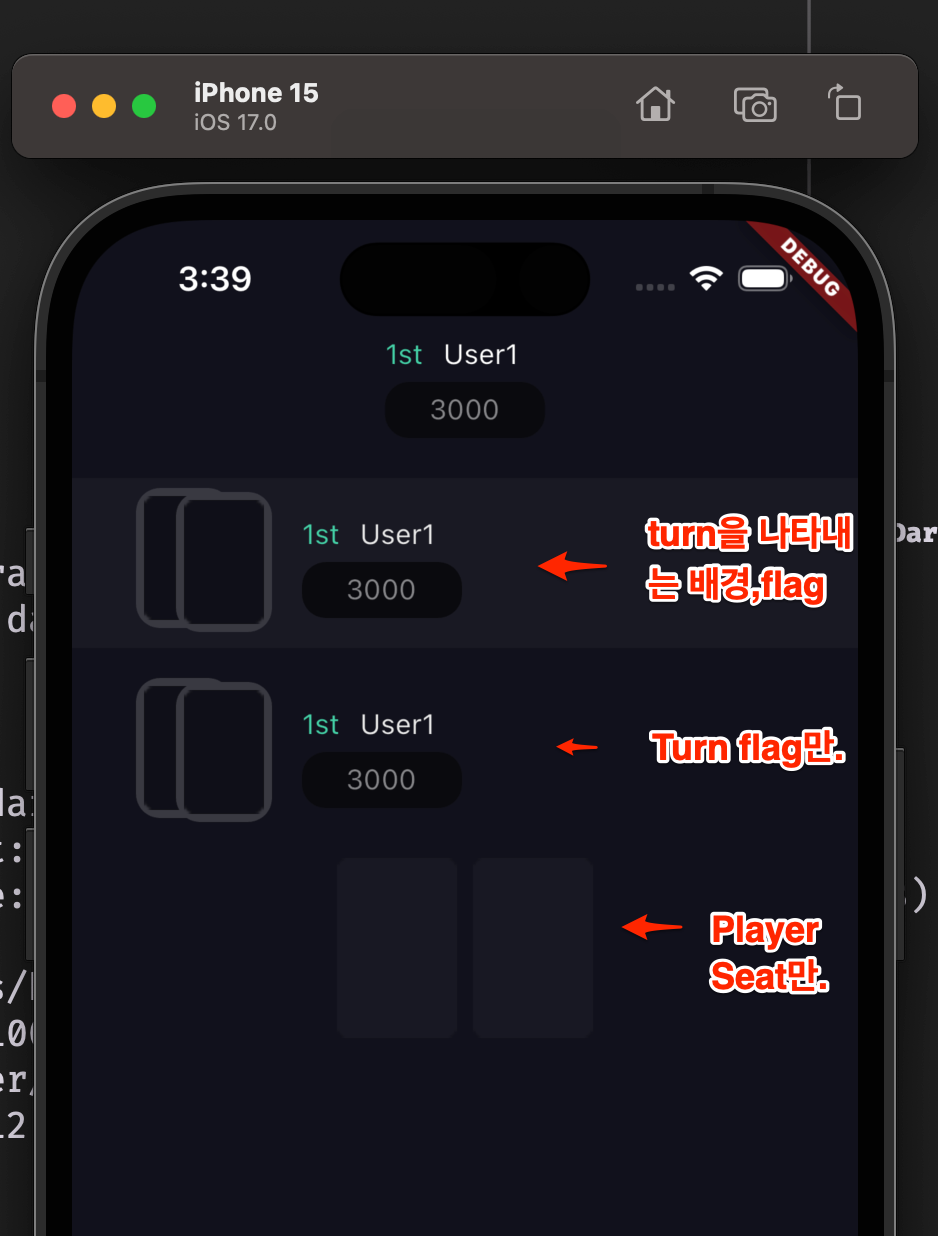 iPhone 15
iOS 17.0
3:39
DEBUG
1st User1
3000
1st User1
3000
turn을 나타내
는 배경,flag
1st User1
3000
Turn flag만.
Player
Seat만.